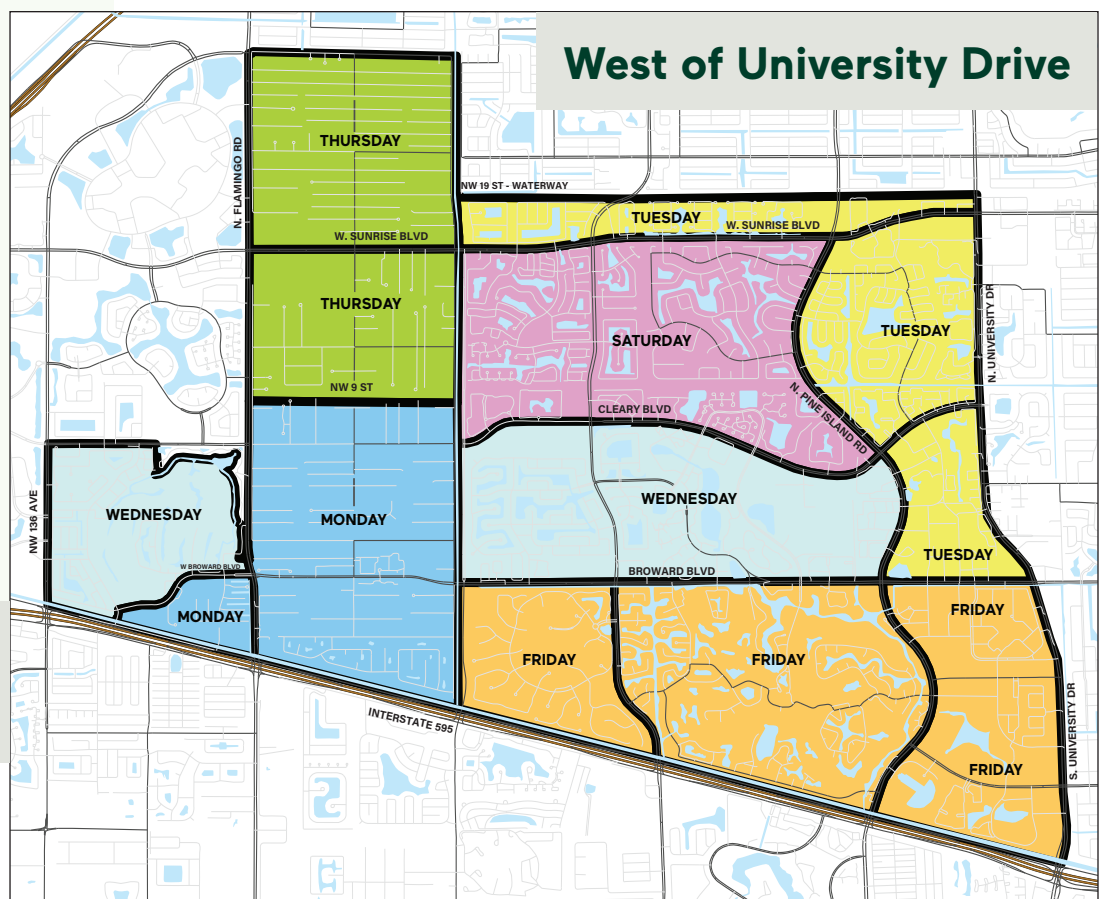 West of University Drive
THURSDAY
N. FLAMINGO RD
NW 19 ST - WATERWAY
TUESDAY
W. SUNRISE BLVD
W. SUNRISE BLVD
THURSDAY
TUESDAY
N. UNIVERSITY DR
SATURDAY
NW 9 ST
N. PINE ISLAND RD
CLEARY BLVD
WEDNESDAY
WEDNESDAY
NW 136 AVE
MONDAY
TUESDAY
W BROWARD BLVD
BROWARD BLVD
MONDAY
FRIDAY
FRIDAY
FRIDAY
INTERSTATE 595
S. UNIVERSITY DR
FRIDAY